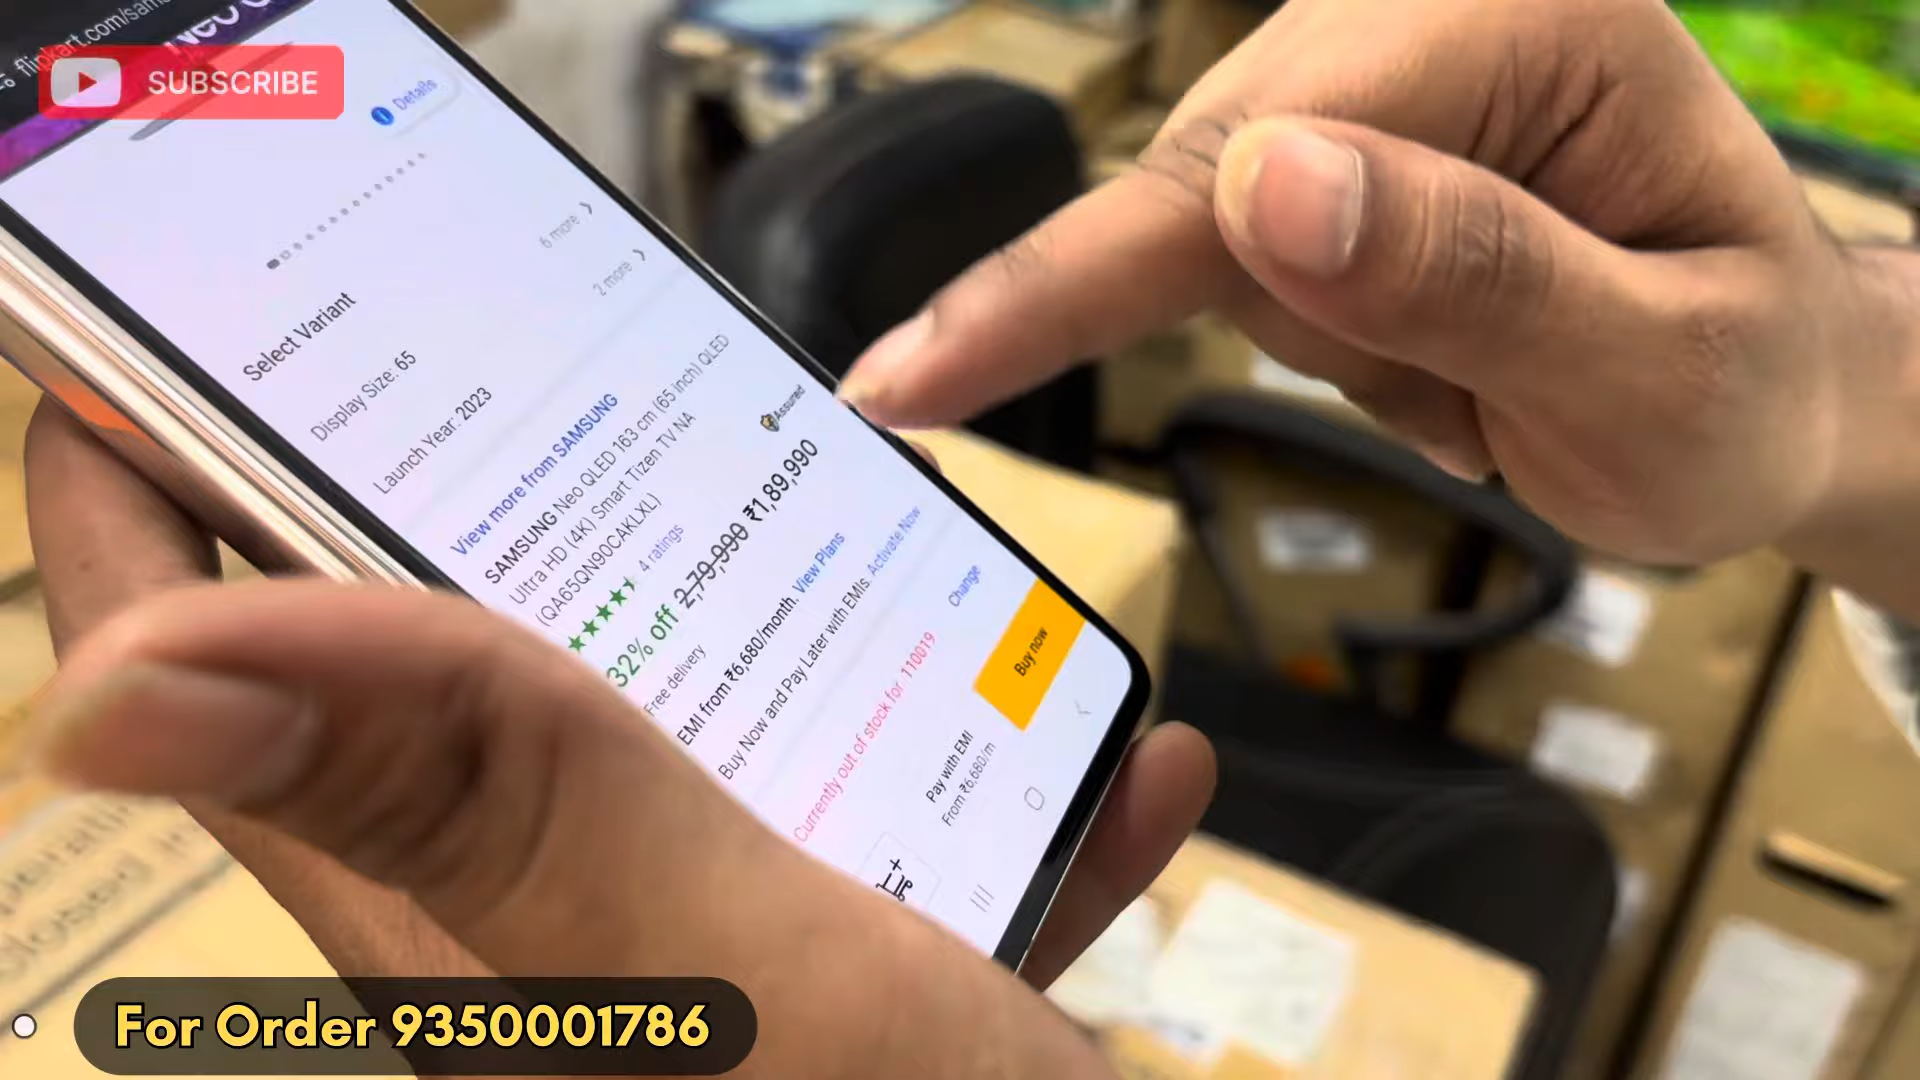 flipkart.com/sams
Neo Q
SUBSCRIBE
Details
6 more
2 more
Select Variant
Display Size: 65
Launch Year: 2023
View more from SAMSUNG
SAMSUNG Neo QLED 163 cm (65 inch) QLED
Ultra HD (4K) Smart Tizen TV NA
(QA65QN90CAKLXL)
4 ratings
Assured
32% off 2,79,990 ₹1,89,990
Free delivery
EMI from ₹6,680/month. View Plans
Buy Now and Pay Later with EMIs. Activate Now
Currently out of stock for 110019
Change
Pay with EMI
From ₹6,680/m
Buy now
For Order 9350001786